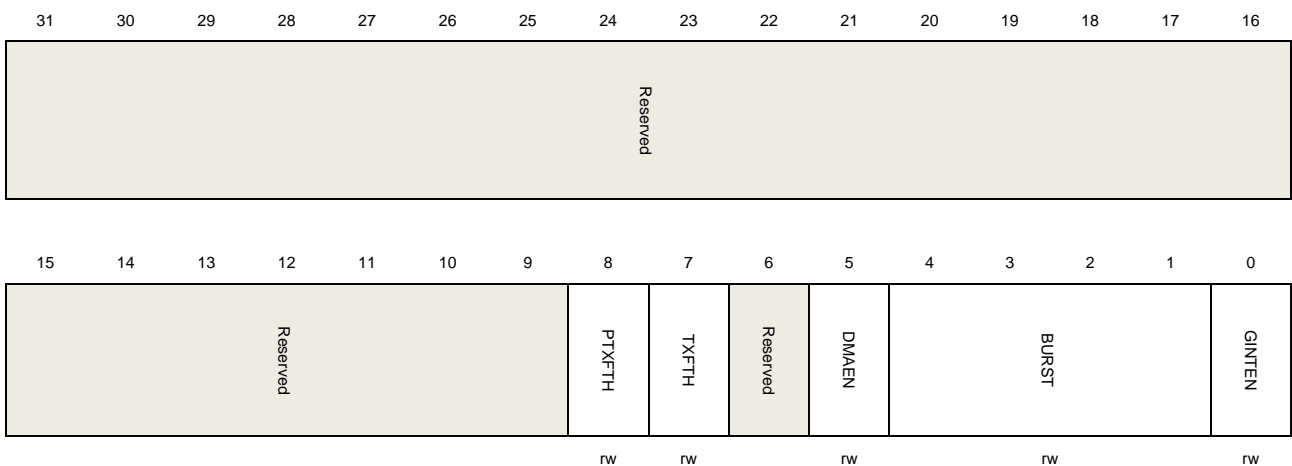 31 30 29 28 27 26 25 24 23 22 21 20 19 18 17 16
Reserved
15 14 13 12 11 10 9 8 7 6 5 4 3 2 1 0
Reserved PTXFTH TXFTH Reserved DMAEN BURST GINTEN
rw rw rw rw rw